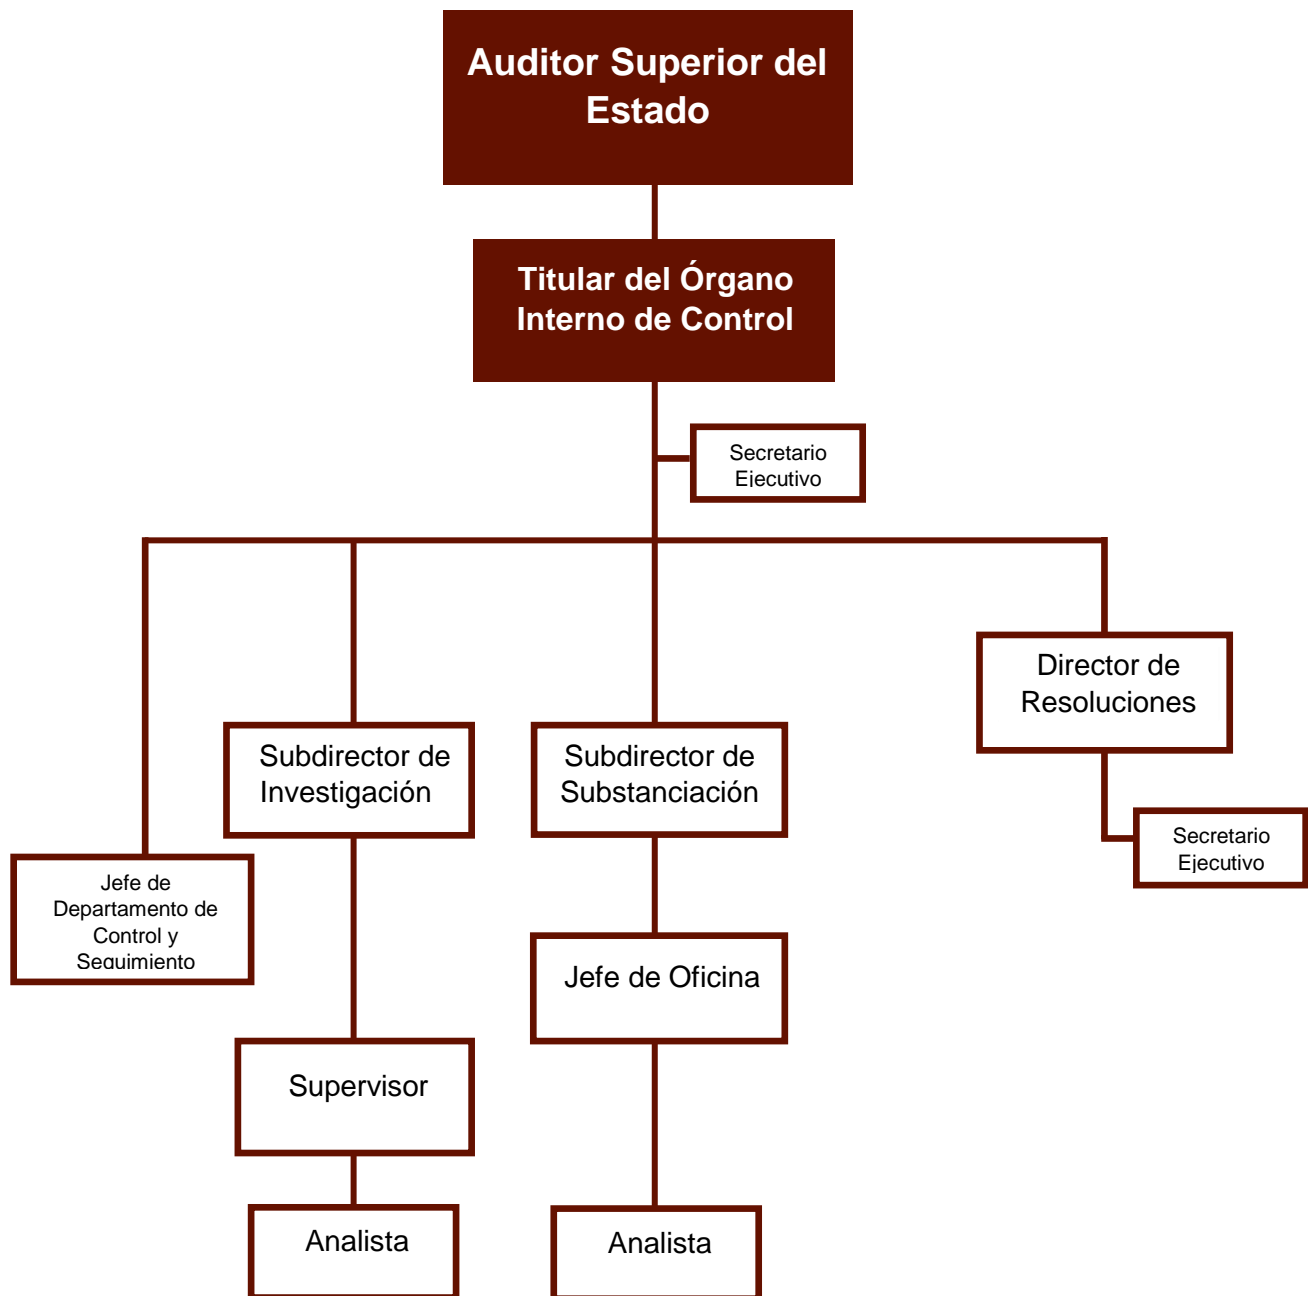 Auditor Superior del
Estado
Titular del Órgano
Interno de Control
Secretario
Ejecutivo
Director de
Resoluciones
Subdirector de
Investigación
Subdirector de
Substanciación
Secretario
Ejecutivo
Jefe de
Departamento de
Control y
Seguimiento
Jefe de Oficina
Supervisor
Analista
Analista